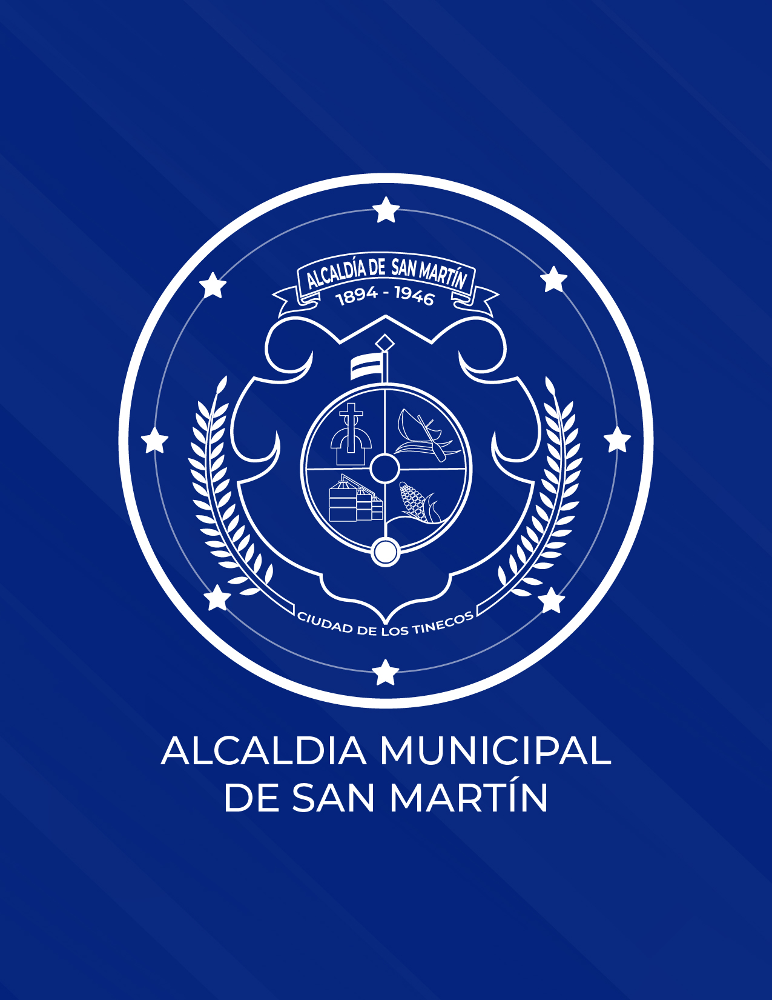 ALCALDÍA DE SAN MARTÍN
1894 - 1946
CIUDAD DE LOS TINECOS
ALCALDIA MUNICIPAL
DE SAN MARTÍN